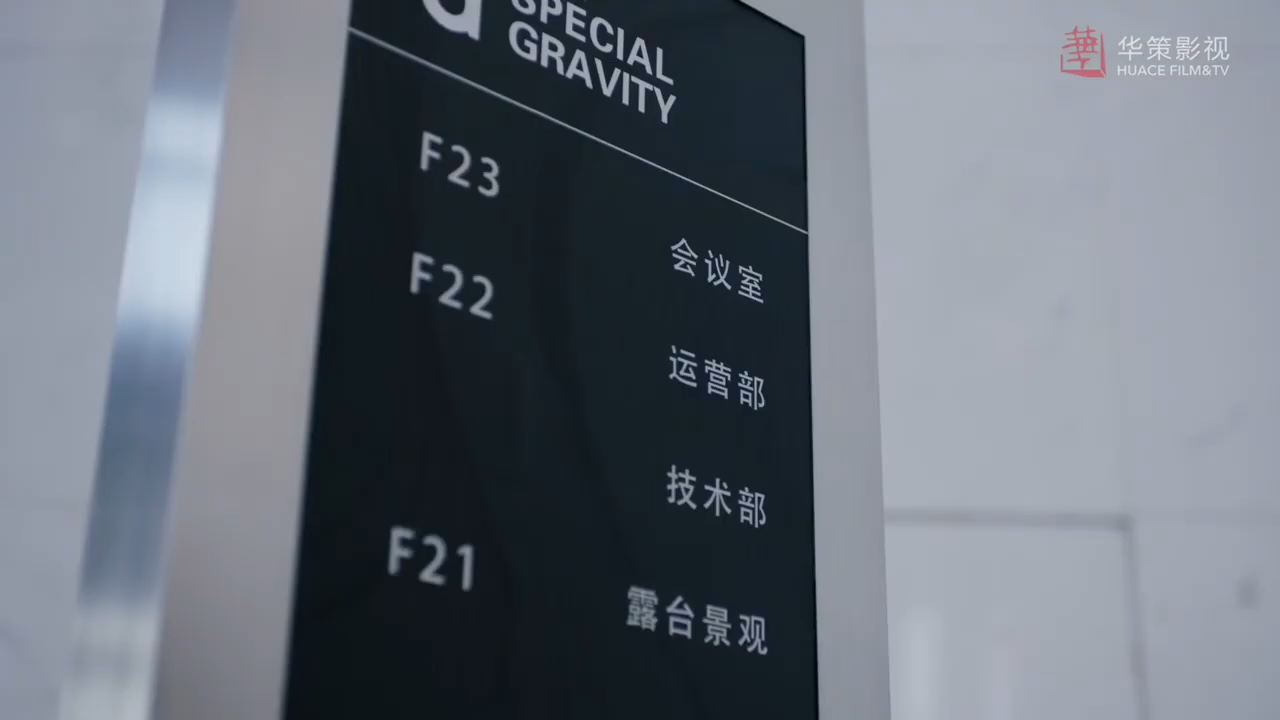 SPECIAL
GRAVITY
F23
会议室
F22
运营部
技术部
F21
露台景观
华策影视
HUACE FILM&TV